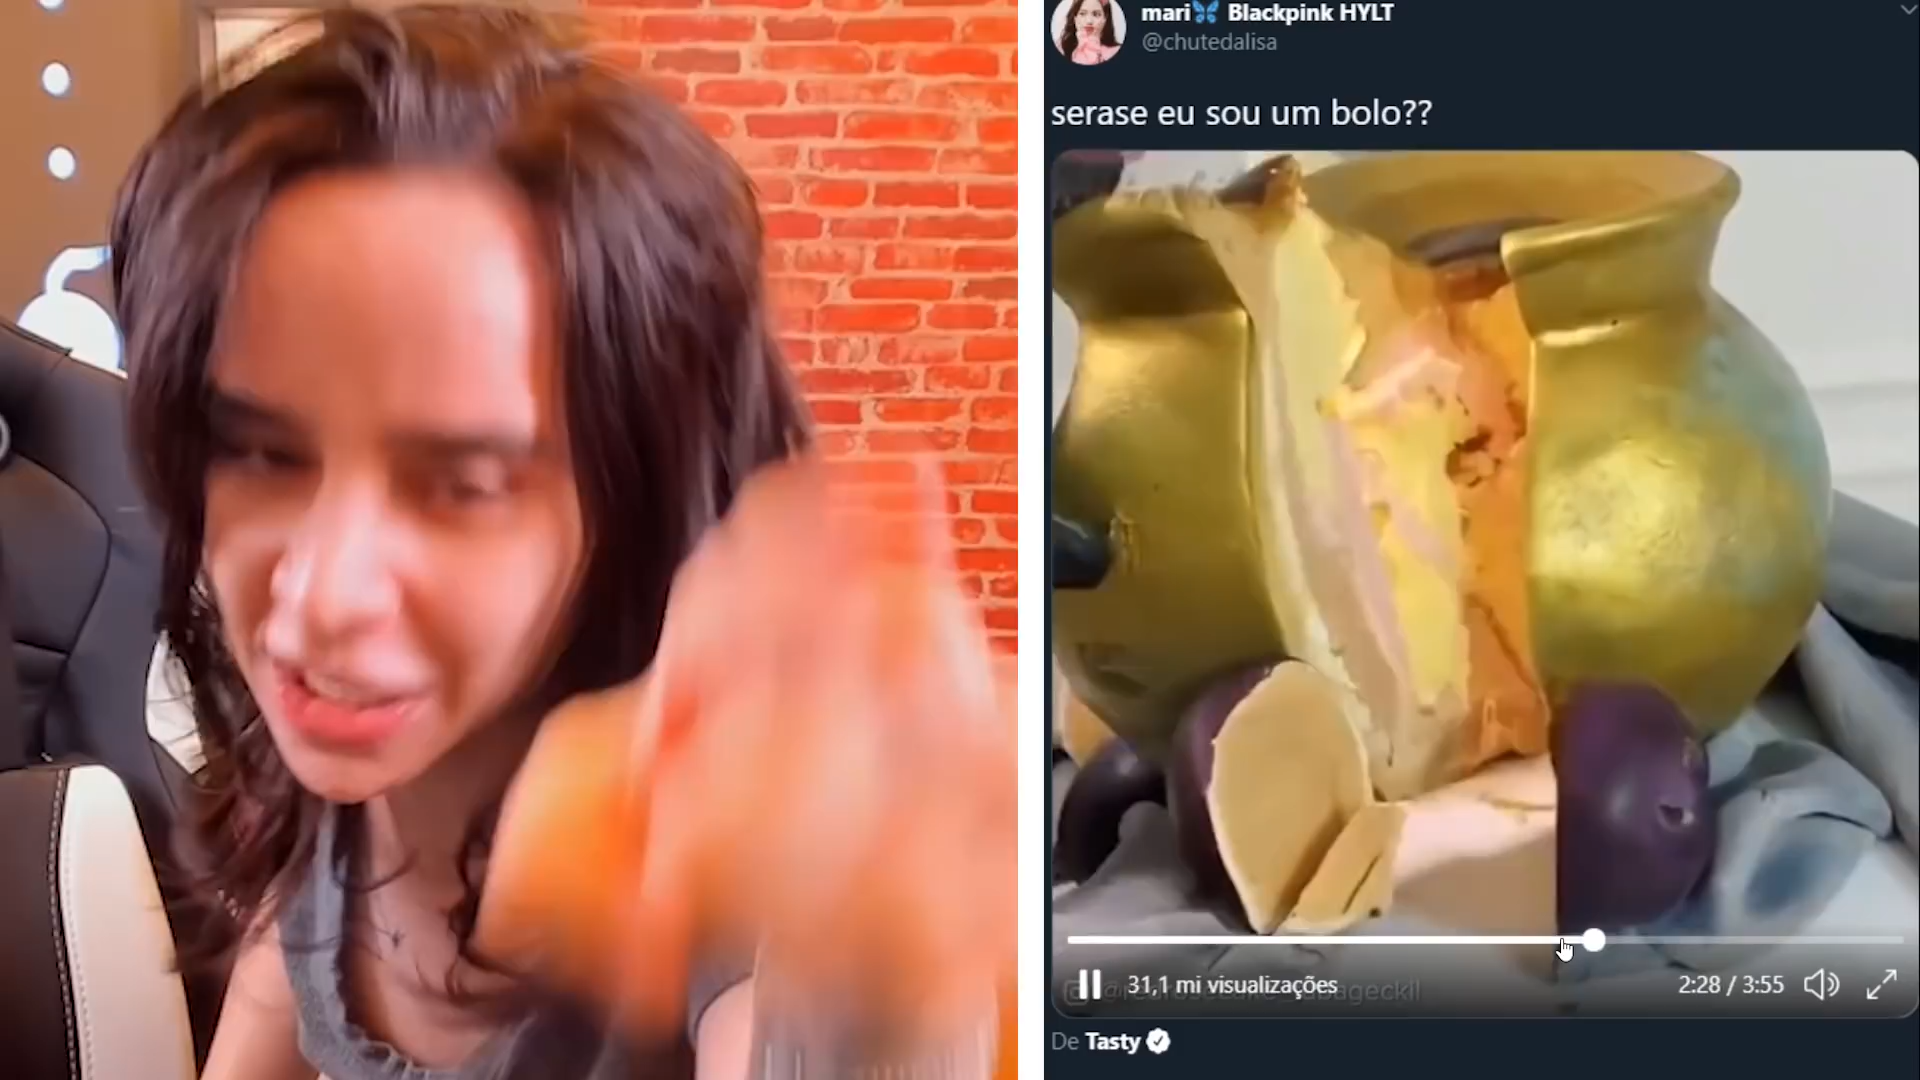 mari🦋 Blackpink HYLT
@chutedalisa
serase eu sou um bolo??
31,1 mi visualizações
2:28 / 3:55
De Tasty